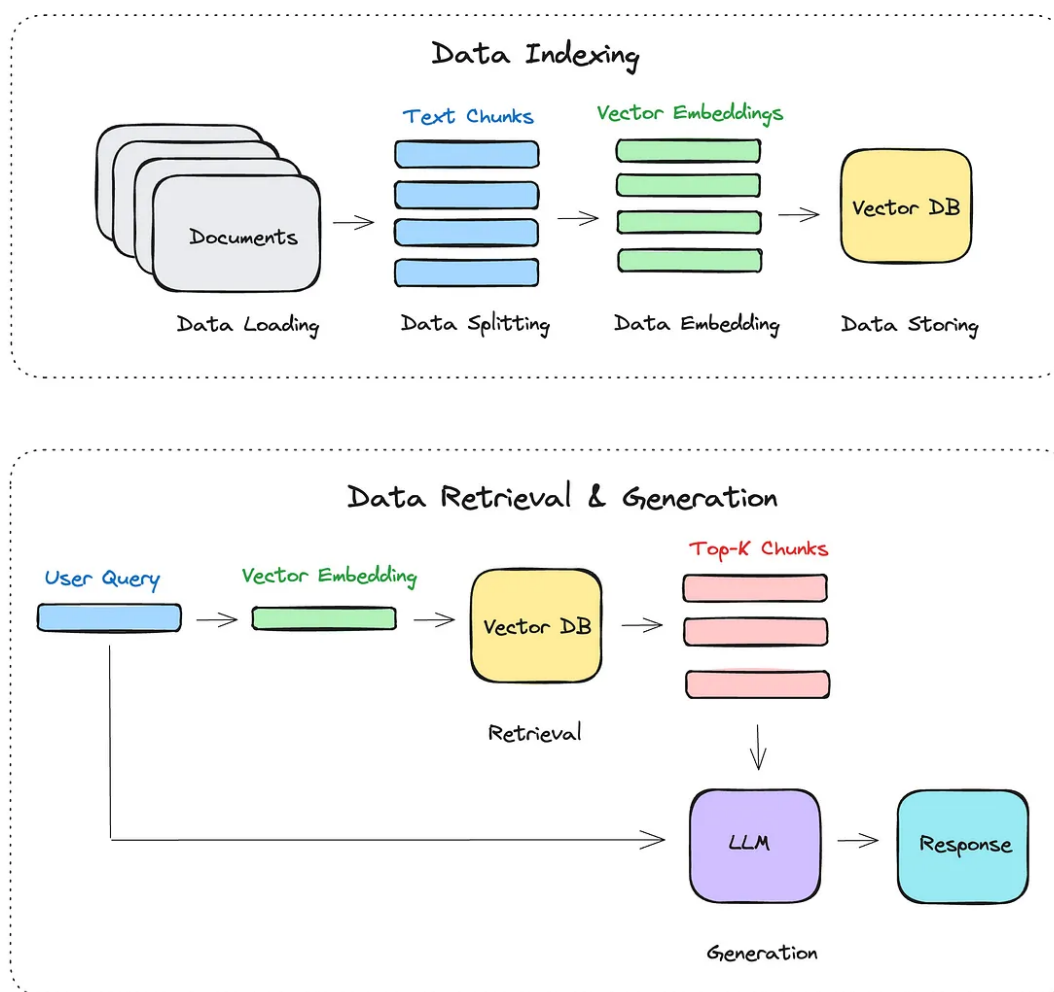 Data Indexing
Text Chunks
Vector Embeddings
Documents
Vector DB
Data Loading
Data Splitting
Data Embedding
Data Storing
Data Retrieval & Generation
User Query
Vector Embedding
Top-K Chunks
Vector DB
Retrieval
LLM
Response
Generation